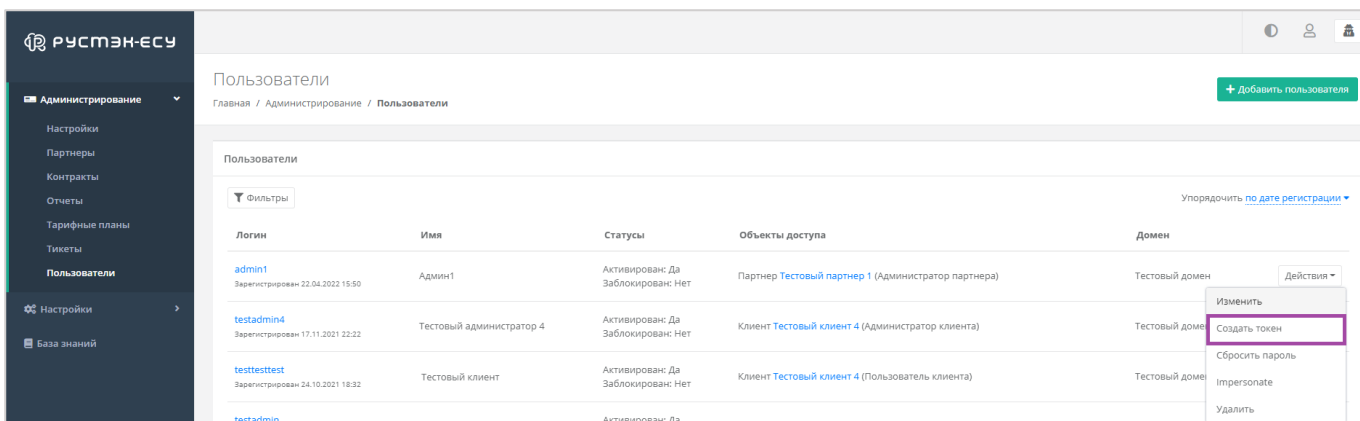 РУСТЭК-ЕСУ
Администрирование
Настройки
Партнеры
Контракты
Отчеты
Тарифные планы
Тикеты
Пользователи
Настройки
База знаний
Пользователи
Главная / Администрирование / Пользователи
+ Добавить пользователя
Пользователи
Фильтры
Упорядочить по дате регистрации
Логин Имя Статусы Объекты доступа Домен
admin1
Зарегистрирован 22.04.2022 15:50
Админ1
Активирован: Да
Заблокирован: Нет
Партнер Тестовый партнер 1 (Администратор партнера)
Тестовый домен
Действия
testadmin4
Зарегистрирован 17.11.2021 22:22
Тестовый администратор 4
Активирован: Да
Заблокирован: Нет
Клиент Тестовый клиент 4 (Администратор клиента)
Тестовый домен
testtesttest
Зарегистрирован 24.10.2021 18:32
Тестовый клиент
Активирован: Да
Заблокирован: Нет
Клиент Тестовый клиент 4 (Пользователь клиента)
Тестовый домен
testadmin
Активирован: Да
Изменить
Создать токен
Сбросить пароль
Impersonate
Удалить